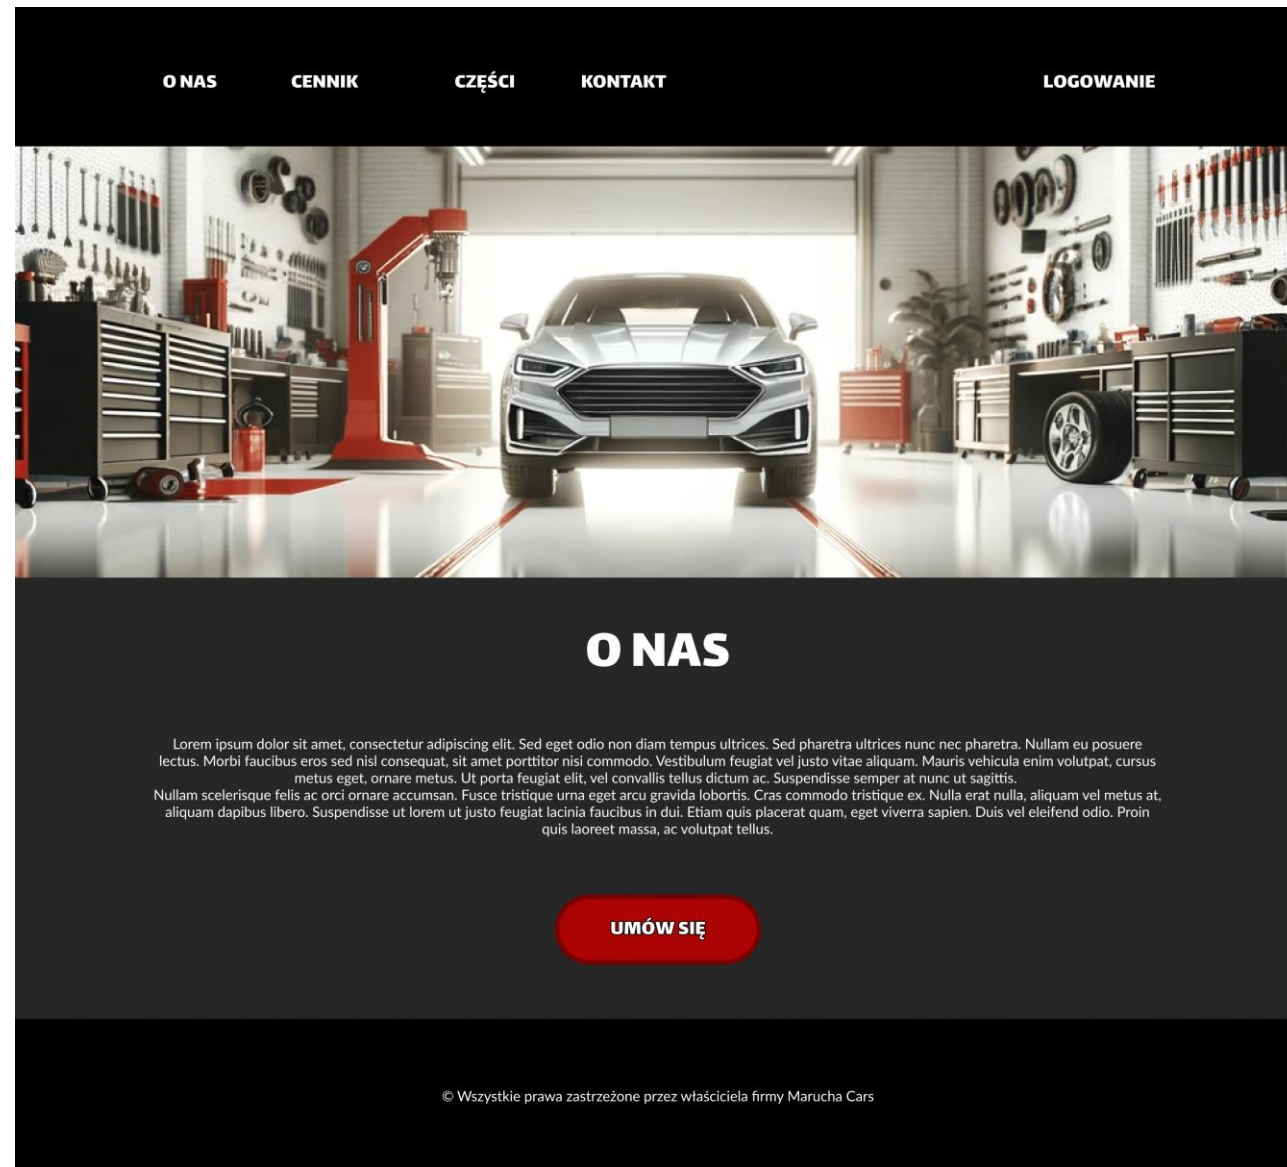 O NAS CENNIK CZĘŚCI KONTAKT LOGOWANIE
O NAS
Lorem ipsum dolor sit amet, consectetur adipiscing elit. Sed eget odio non diam tempus ultrices. Sed pharetra ultrices nunc nec pharetra. Nullam eu posuere
lectus. Morbi faucibus eros sed nisl consequat, sit amet porttitor nisi commodo. Vestibulum feugiat vel justo vitae aliquam. Mauris vehicula enim volutpat, cursus
metus eget, ornare metus. Ut porta feugiat elit, vel convallis tellus dictum ac. Suspendisse semper at nunc ut sagittis.
Nullam scelerisque felis ac orci ornare accumsan. Fusce tristique urna eget arcu gravida lobortis. Cras commodo tristique ex. Nulla erat nulla, aliquam vel metus at,
aliquam dapibus libero. Suspendisse ut lorem ut justo feugiat lacinia faucibus in dui. Etiam quis placerat quam, eget viverra sapien. Duis vel eleifend odio. Proin
quis laoreet massa, ac volutpat tellus.
UMÓW SIĘ
© Wszystkie prawa zastrzeżone przez właściciela firmy Marucha Cars